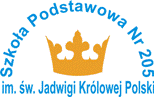 Szkoła Podstawowa Nr 205
im. św. Jadwigi Królowej Polski